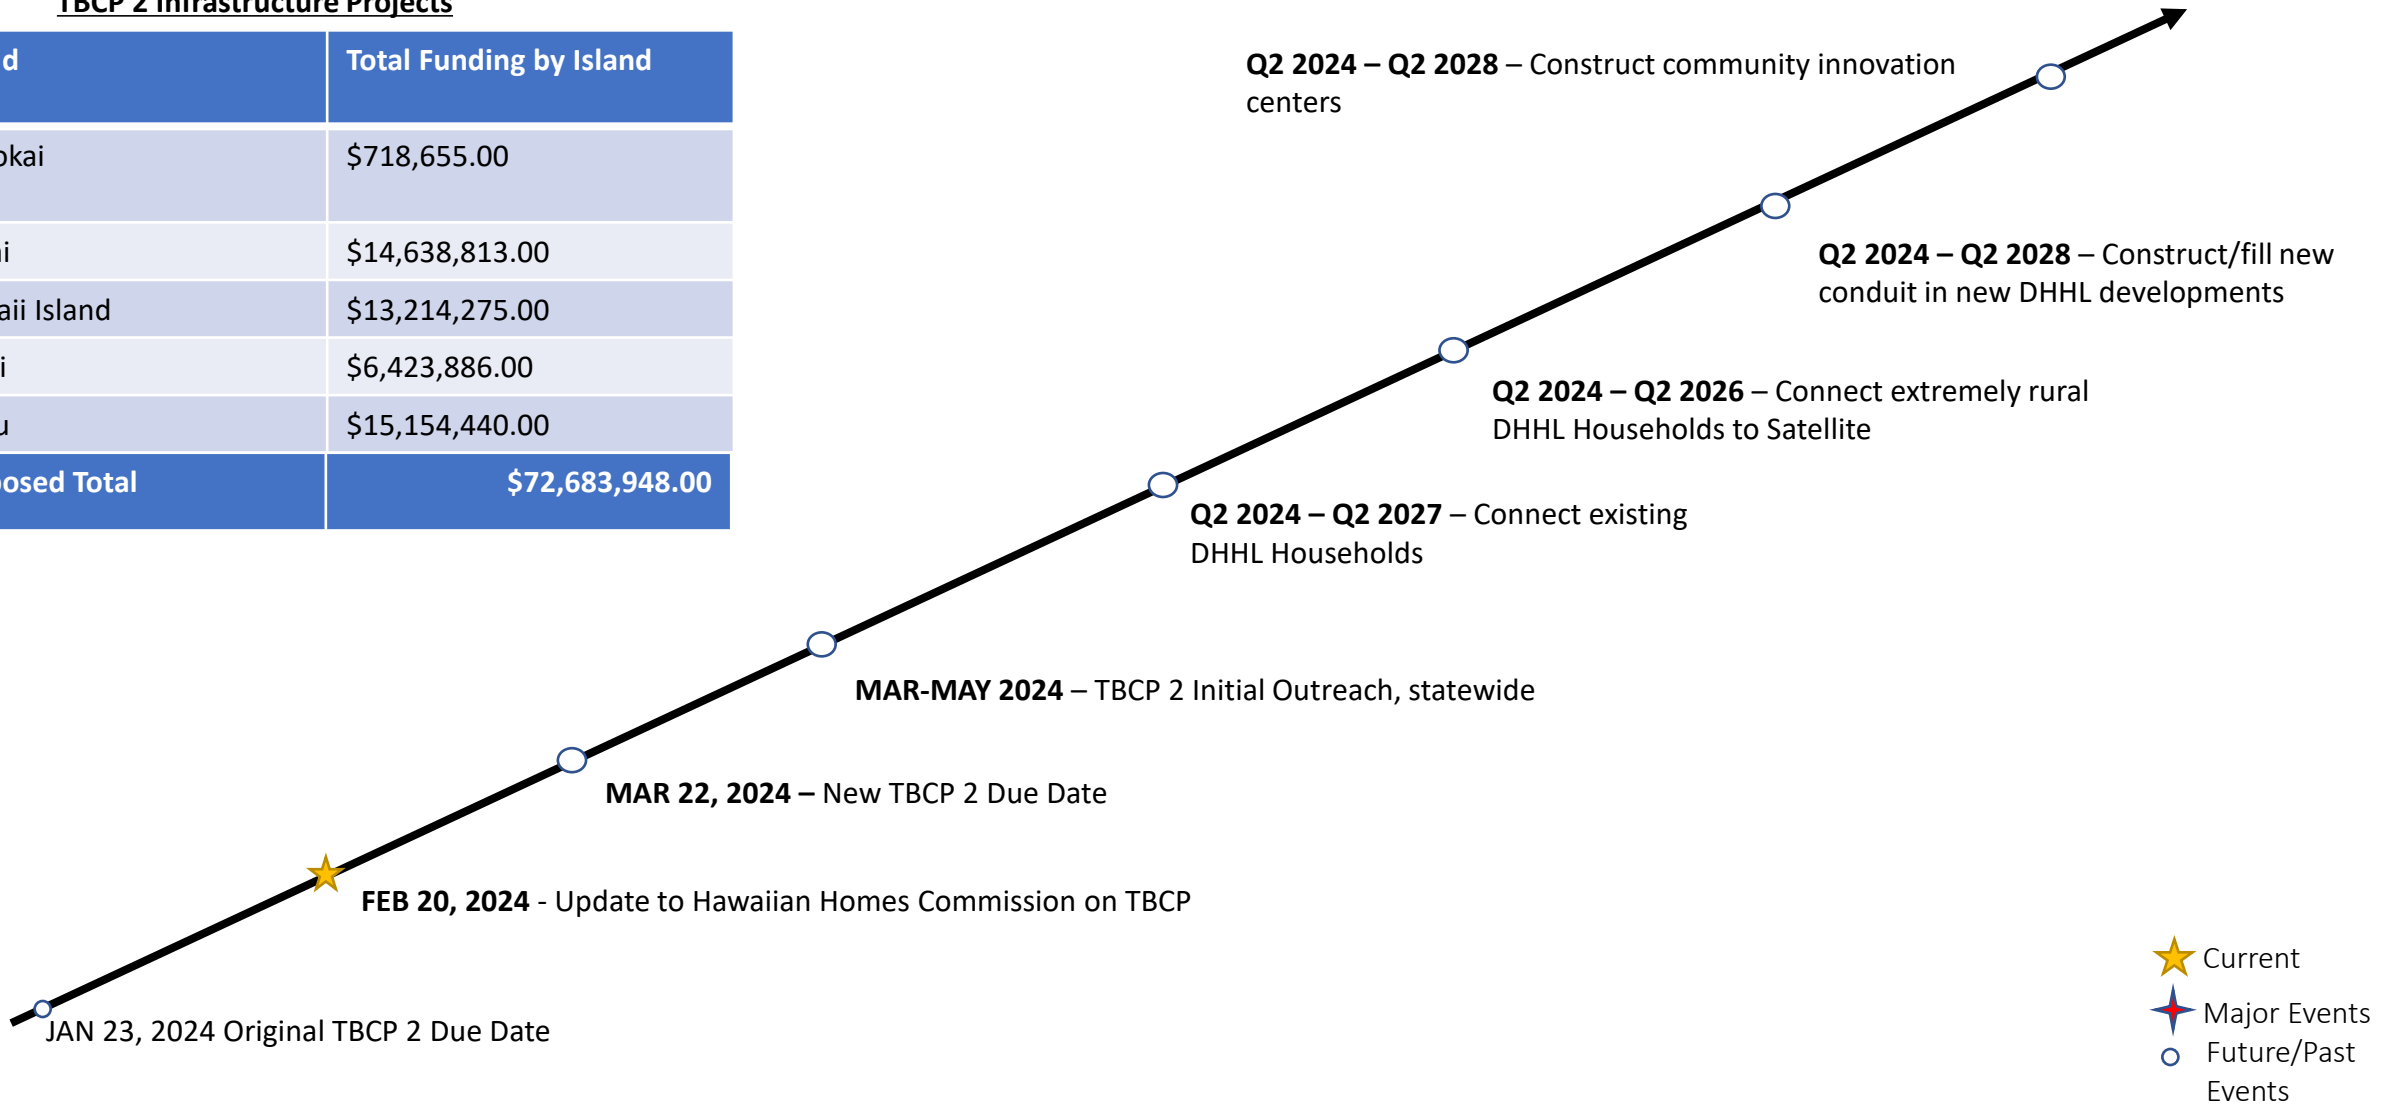 TBCP 2 Infrastructure Projects
d Total Funding by Island
okai $718,655.00
i $14,638,813.00
aii Island $13,214,275.00
i $6,423,886.00
u $15,154,440.00
posed Total $72,683,948.00
Q2 2024 – Q2 2028 – Construct community innovation
centers
Q2 2024 – Q2 2028 – Construct/fill new
conduit in new DHHL developments
Q2 2024 – Q2 2026 – Connect extremely rural
DHHL Households to Satellite
Q2 2024 – Q2 2027 – Connect existing
DHHL Households
MAR-MAY 2024 – TBCP 2 Initial Outreach, statewide
MAR 22, 2024 – New TBCP 2 Due Date
FEB 20, 2024 - Update to Hawaiian Homes Commission on TBCP
JAN 23, 2024 Original TBCP 2 Due Date
Current
Major Events
Future/Past
Events